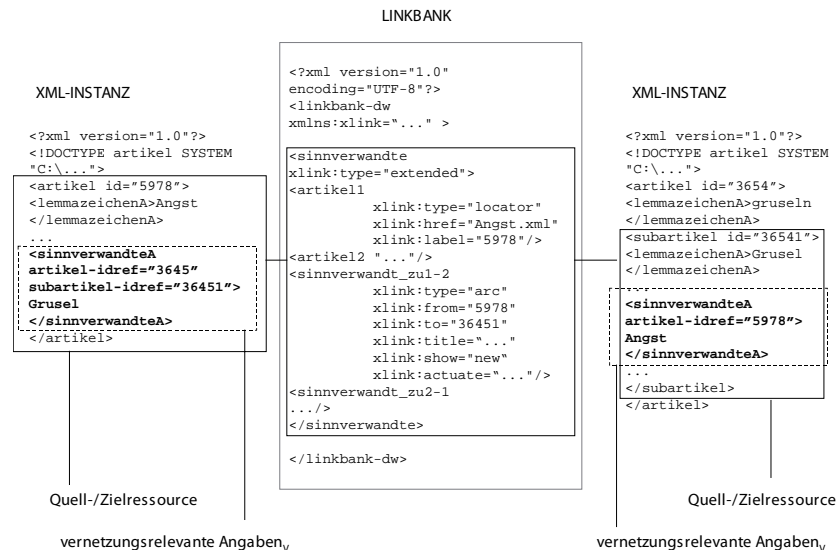 LINKBANK
XML-INSTANZ
<?xml version="1.0"?>
<!DOCTYPE artikel SYSTEM
"C:\...">
<artikel id=”5978”>
<lemmazeichenA>Angst
</lemmazeichenA>
...
<sinnverwandteA
artikel-idref=”3645”
subartikel-idref=”36451”>
Grusel
</sinnverwandteA>
</artikel>
<?xml version="1.0"
encoding="UTF-8"?>
<linkbank-dw
xmlns:xlink=“..." >
<sinnverwandte
xlink:type="extended">
<artikel1
xlink:type="locator"
xlink:href="Angst.xml"
xlink:label="5978"/>
<artikel2 "..."/>
<sinnverwandt_zu1-2
xlink:type="arc"
xlink:from="5978"
xlink:to="36451"
xlink:title=“..."
xlink:show="new“
xlink:actuate=“..."/>
<sinnverwandt_zu2-1
.../>
</sinnverwandte>
</linkbank-dw>
XML-INSTANZ
<?xml version="1.0"?>
<!DOCTYPE artikel SYSTEM
"C:\...">
<artikel id=”3654”>
<lemmazeichenA>gruseln
</lemmazeichenA>
<subartikel id=”36541”>
<lemmazeichenA>Grusel
</lemmazeichenA>
...
<sinnverwandteA
artikel-idref=”5978”>
Angst
</sinnverwandteA>
...
</subartikel>
</artikel>
Quell-/Zielressource
Quell-/Zielressource
vernetzungsrelevante Angabenᵥ
vernetzungsrelevante Angabenᵥ